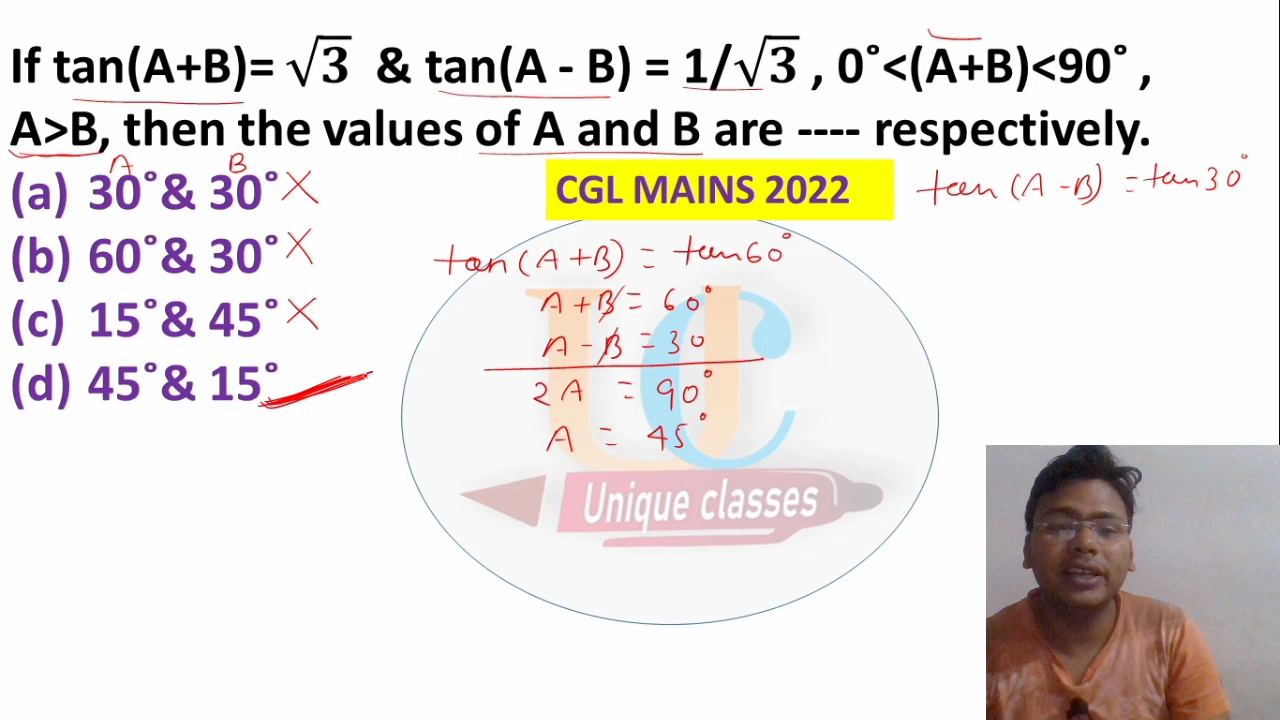 If tan(A+B)= √3 & tan(A - B) = 1/√3 , 0˚<(A+B)<90˚ ,
A>B, then the values of A and B are ---- respectively.
A B
(a) 30˚& 30˚ ×
CGL MAINS 2022
tan(A-B) = tan30°
(b) 60˚& 30˚ ×
tan(A+B) = tan60°
(c) 15˚& 45˚ ×
A+B = 60°
A-B = 30
(d) 45˚& 15˚
2A = 90°
A = 45°
UC
Unique classes